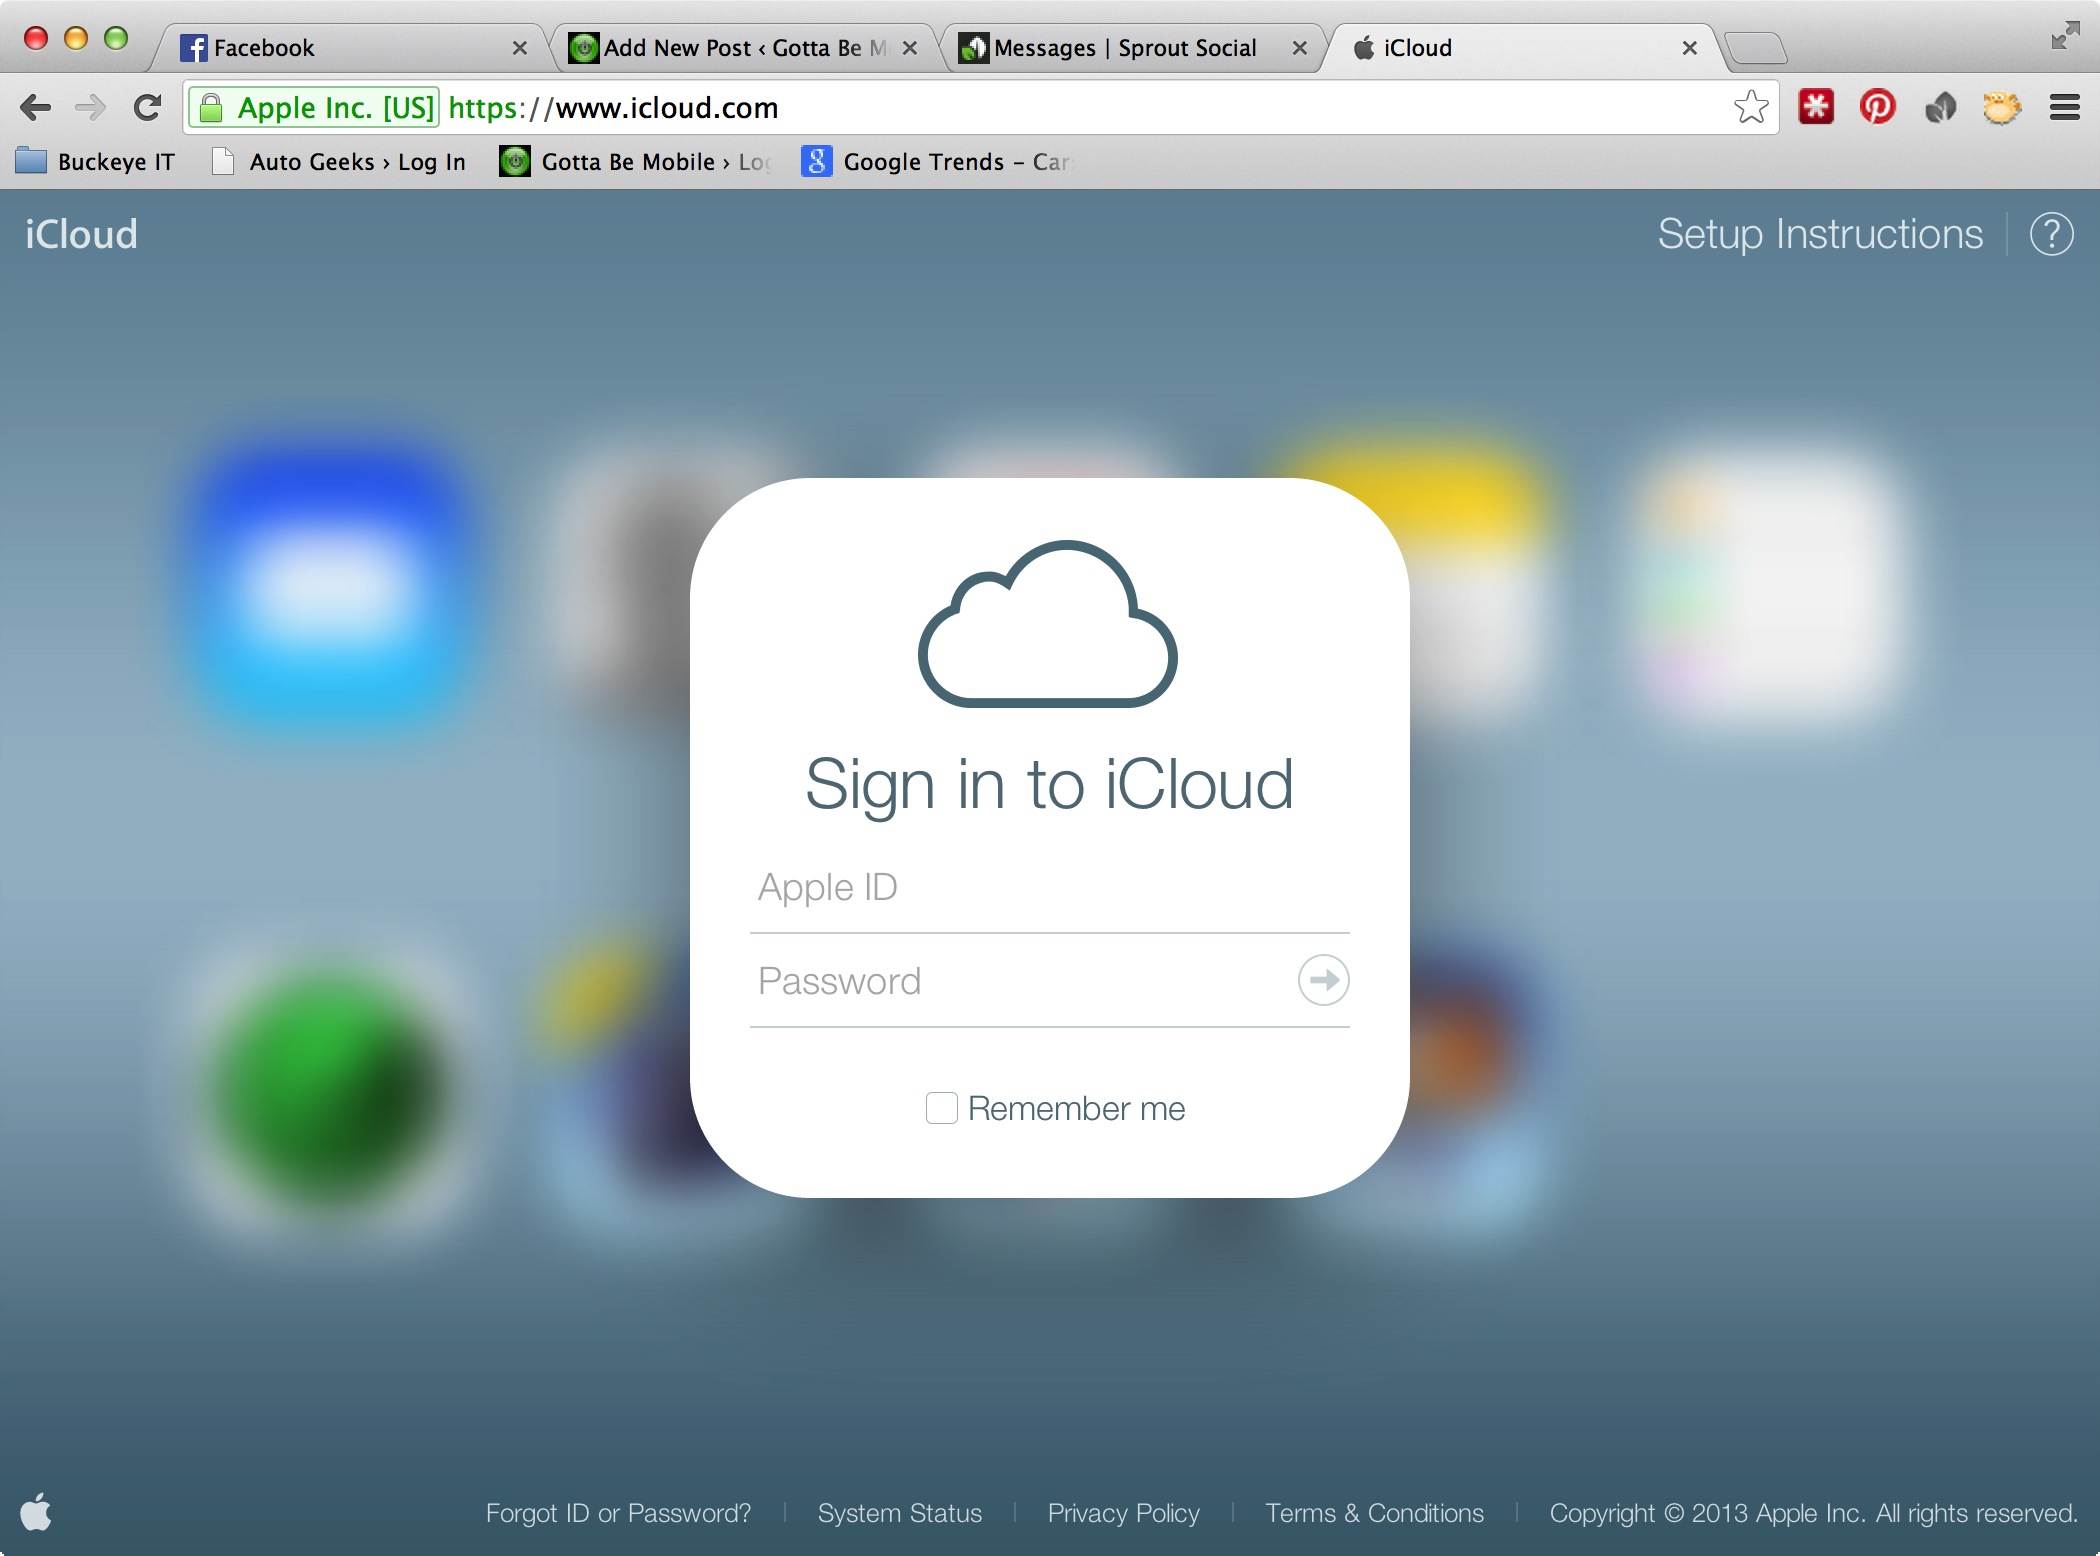 Facebook
Add New Post ‹ Gotta Be M
Messages | Sprout Social
iCloud
Apple Inc. [US] https://www.icloud.com
Buckeye IT
Auto Geeks › Log In
Gotta Be Mobile › Log
Google Trends – Car
iCloud
Setup Instructions
?
Sign in to iCloud
Apple ID
Password
Remember me
Forgot ID or Password?
System Status
Privacy Policy
Terms & Conditions
Copyright © 2013 Apple Inc. All rights reserved.